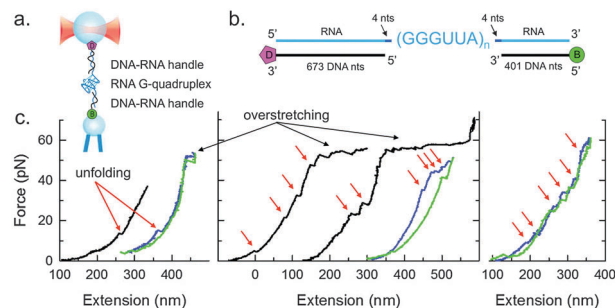 a.
D
DNA-RNA handle
RNA G-quadruplex
DNA-RNA handle
B
b.
5' RNA 4 nts (GGGUUA)n 4 nts RNA 3'
D 3' 673 DNA nts 5' 3' 401 DNA nts 5' B
c.
overstretching
unfolding
Force (pN)
60
40
20
0
100 200 300 400
0 100 200 300 400 500
100 200 300 400
Extension (nm) Extension (nm) Extension (nm)